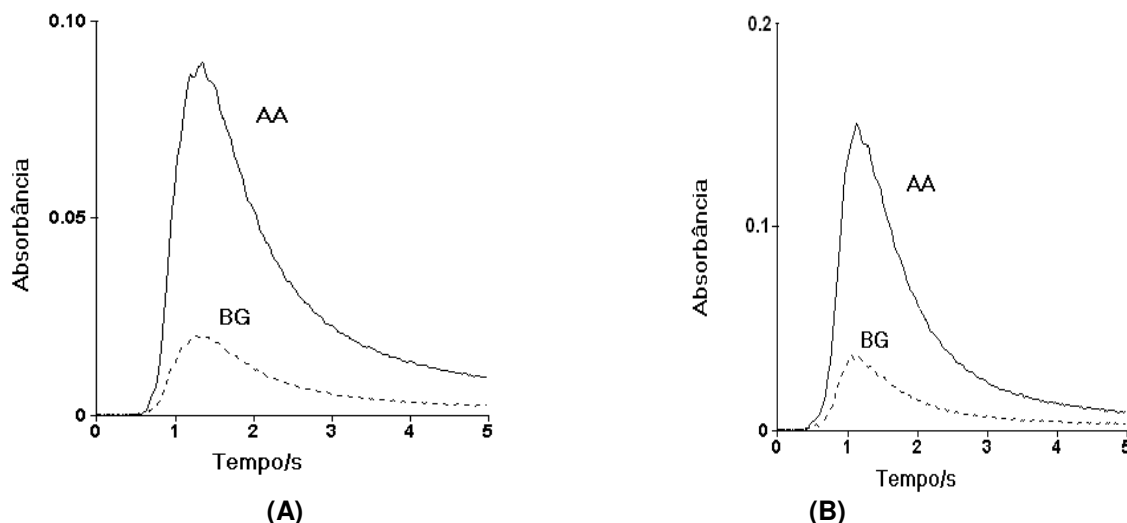 0.10
AA
0.05
BG
0
0 1 2 3 4 5
Absorbância
Tempo/s
(A)
0.2
AA
0.1
BG
0
0 1 2 3 4 5
Absorbância
Tempo/s
(B)